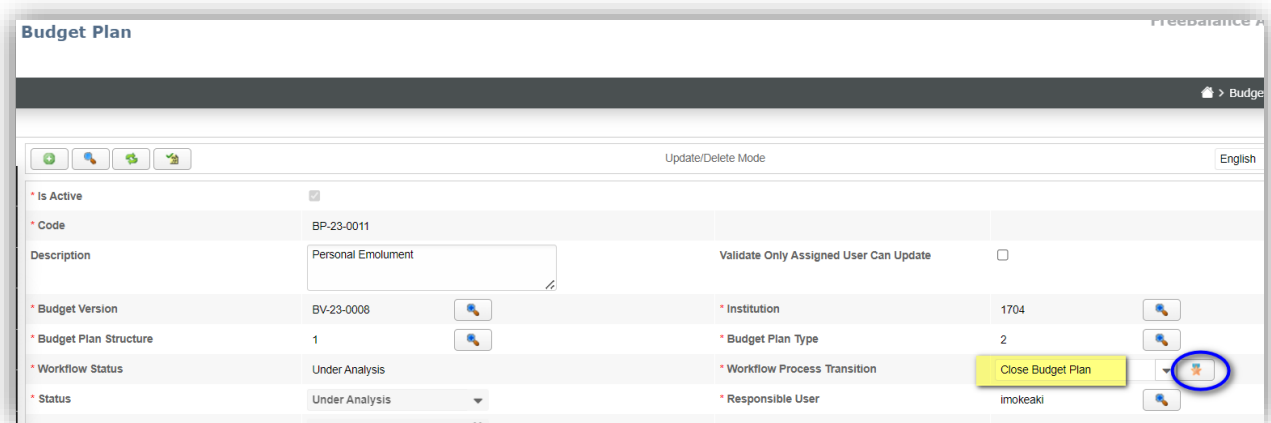 Budget Plan
FreeBalance A
> Budge
Update/Delete Mode
English
* Is Active
* Code BP-23-0011
Description Personal Emolument Validate Only Assigned User Can Update
* Budget Version BV-23-0008 * Institution 1704
* Budget Plan Structure 1 * Budget Plan Type 2
* Workflow Status Under Analysis * Workflow Process Transition Close Budget Plan
* Status Under Analysis * Responsible User imokeaki